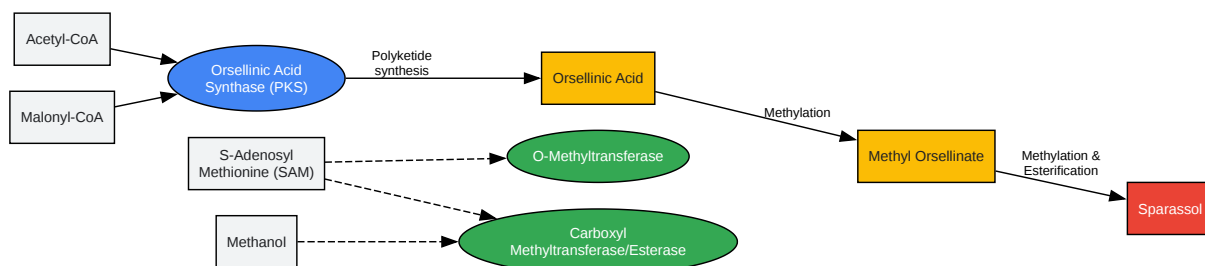 Acetyl-CoA
Malonyl-CoA
Orsellinic Acid
Synthase (PKS)
Polyketide
synthesis
Orsellinic Acid
Methylation
S-Adenosyl
Methionine (SAM)
O-Methyltransferase
Methyl Orsellinate
Methylation &
Esterification
Sparassol
Methanol
Carboxyl
Methyltransferase/Esterase